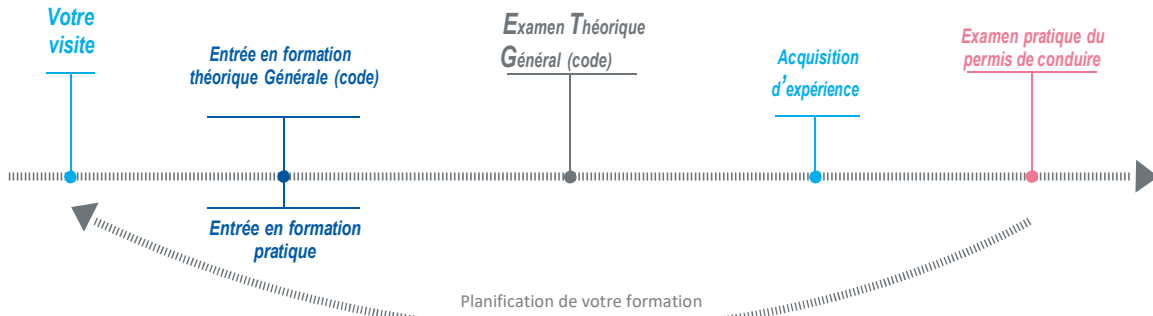 Votre
visite
Entrée en formation
théorique Générale (code)
Entrée en formation
pratique
Examen Théorique
Général (code)
Acquisition
d'expérience
Examen pratique du
permis de conduire
Planification de votre formation